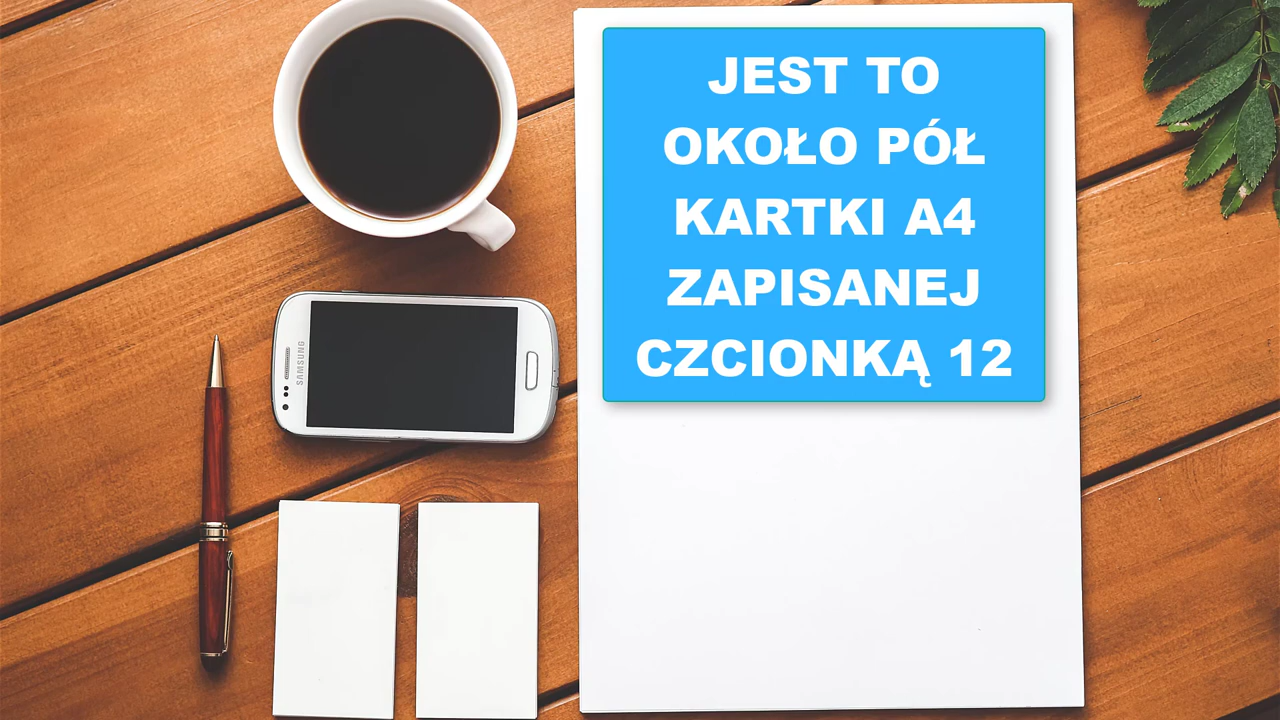 JEST TO
OKOŁO PÓŁ
KARTKI A4
ZAPISANEJ
CZCIONKĄ 12
SAMSUNG